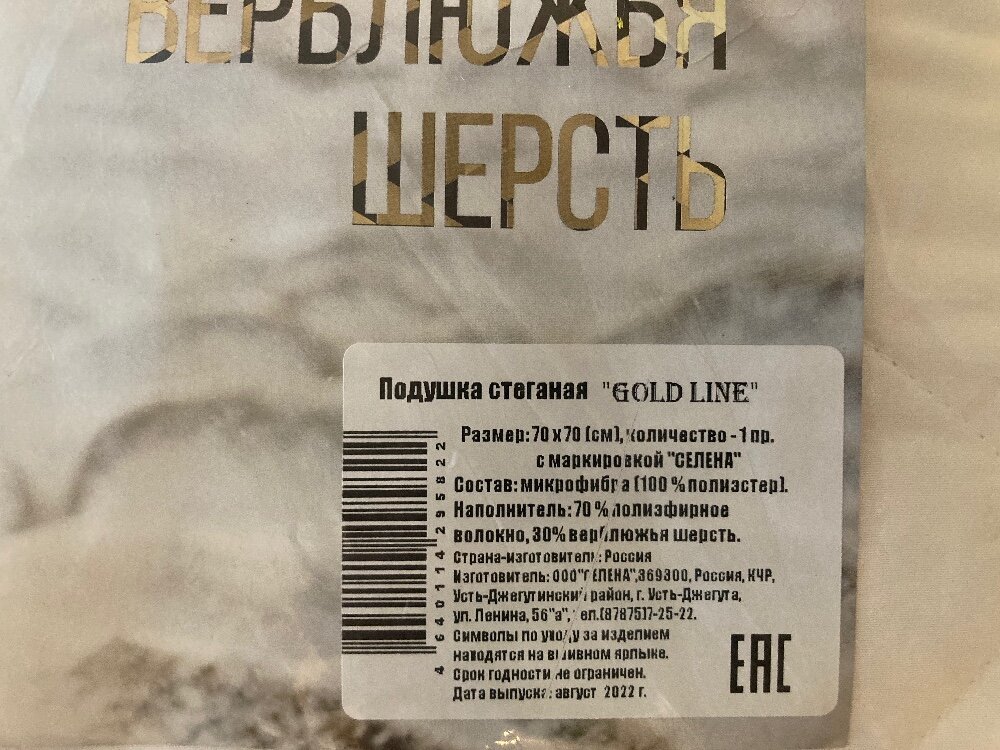 ВЕРБЛЮЖЬЯ
ШЕРСТЬ
Подушка стеганая "GOLD LINE"
Размер: 70 х 70 (см), количество - 1 пр.
с маркировкой "СЕЛЕНА"
Состав: микрофибра (100 % полиэстер).
Наполнитель: 70 % полиэфирное
волокно, 30% верблюжья шерсть.
Страна-изготовитель: Россия
Изготовитель: ООО"СЕЛЕНА",369300, Россия, КЧР,
Усть-Джегутинский район, г. Усть-Джегута,
ул. Ленина, 56"а", тел.(87875)7-25-22.
Символы по уходу за изделием
находятся на вшивном ярлыке.
Срок годности не ограничен.
Дата выпуска: август 2022 г.
EAC
4 640114 295822